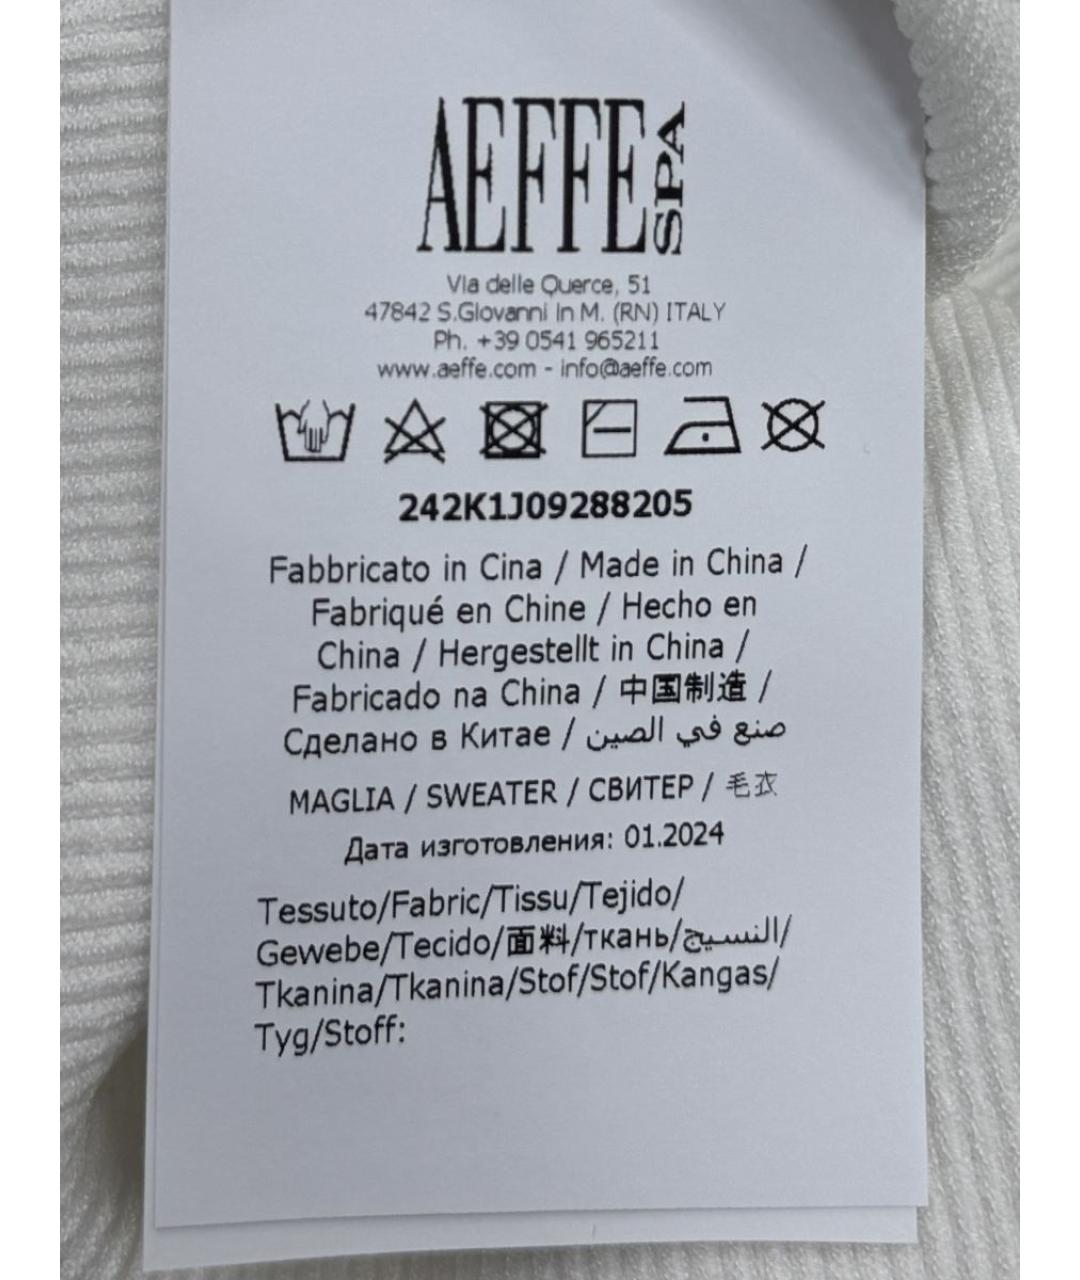 AEFFE SPA
Via delle Querce, 51
47842 S.Giovanni in M. (RN) ITALY
Ph. +39 0541 965211
www.aeffe.com - info@aeffe.com
242K1J09288205
Fabbricato in Cina / Made in China /
Fabriqué en Chine / Hecho en
China / Hergestellt in China /
Fabricado na China / 中国制造 /
Сделано в Китае / صنع في الصين
MAGLIA / SWEATER / СВИТЕР / 毛衣
Дата изготовления: 01.2024
Tessuto/Fabric/Tissu/Tejido/
Gewebe/Tecido/面料/ткань/النسيج/
Tkanina/Tkanina/Stof/Stof/Kangas/
Tyg/Stoff: